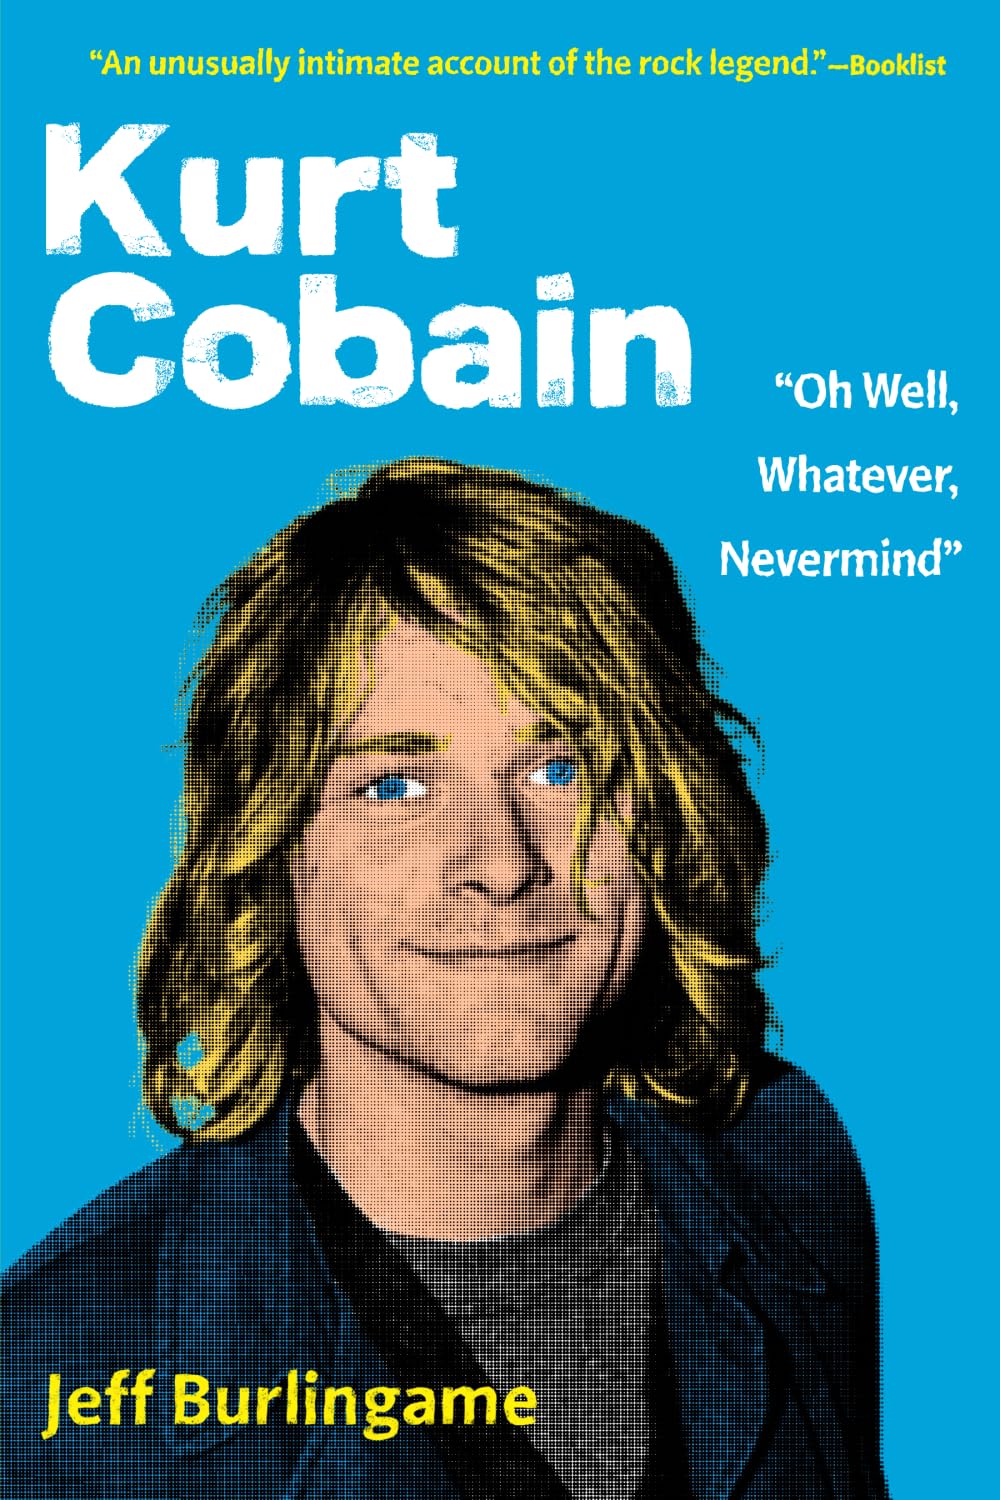 “An unusually intimate account of the rock legend.”—Booklist
Kurt
Cobain
“Oh Well,
Whatever,
Nevermind”
Jeff Burlingame